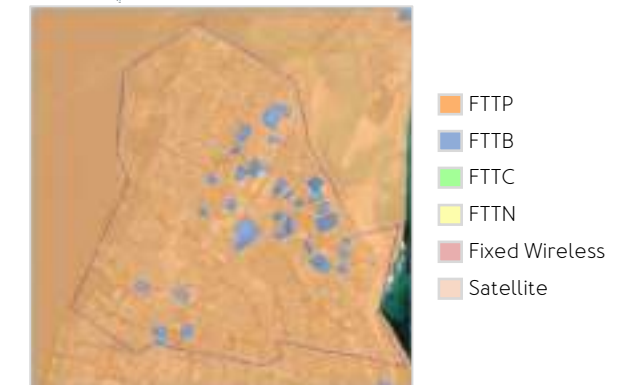 FTTP
FTTB
FTTC
FTTN
Fixed Wireless
Satellite